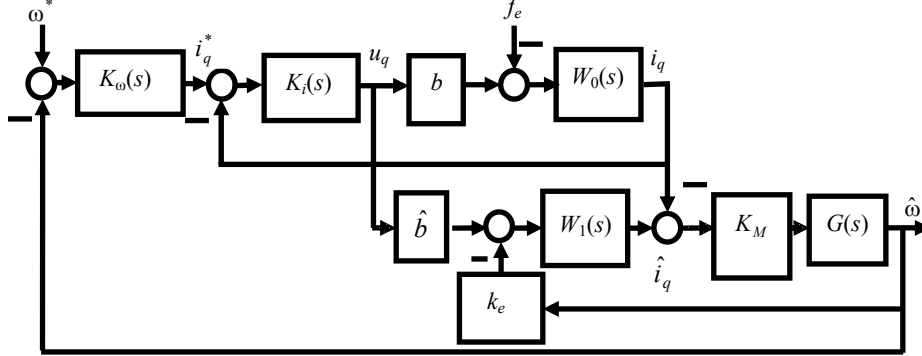 ω*
f_e
i_q^*
u_q
i_q
K_ω(s)
K_i(s)
b
W_0(s)
b̂
W_1(s)
K_M
G(s)
ω̂
î_q
k_e